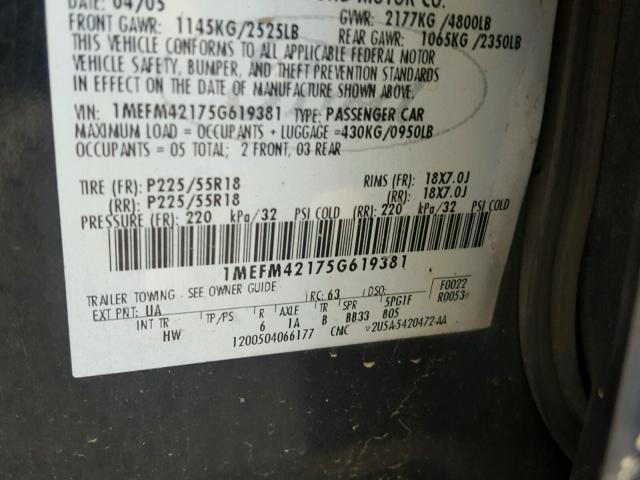 DATE: 04/05 MOTOR CO.
FRONT GAWR: 1145KG/2525LB GVWR: 2177KG /4800LB
REAR GAWR: 1065KG /2350LB
THIS VEHICLE CONFORMS TO ALL APPLICABLE FEDERAL MOTOR
VEHICLE SAFETY, BUMPER, AND THEFT PREVENTION STANDARDS
IN EFFECT ON THE DATE OF MANUFACTURE SHOWN ABOVE.
VIN: 1MEFM42175G619381 TYPE: PASSENGER CAR
MAXIMUM LOAD = OCCUPANTS + LUGGAGE =430KG/0950LB
OCCUPANTS = 05 TOTAL; 2 FRONT, 03 REAR
TIRE (FR): P225/55R18 RIMS (FR): 18X7.0J
(RR): P225/55R18 (RR): 18X7.0J
PRESSURE (FR): 220 kPa/32 PSI COLD (RR): 220 kPa/32 PSI COLD
1MEFM42175G619381
TRAILER TOWING - SEE OWNER GUIDE
EXT PNT: UA RC: 63 DSO: F0022
INT TR TP/PS R AXLE TR SPR 5PG1F R0053
HW 6 1A B BB33 805
1200504066177 CMC ▽2U5A-5420472-AA